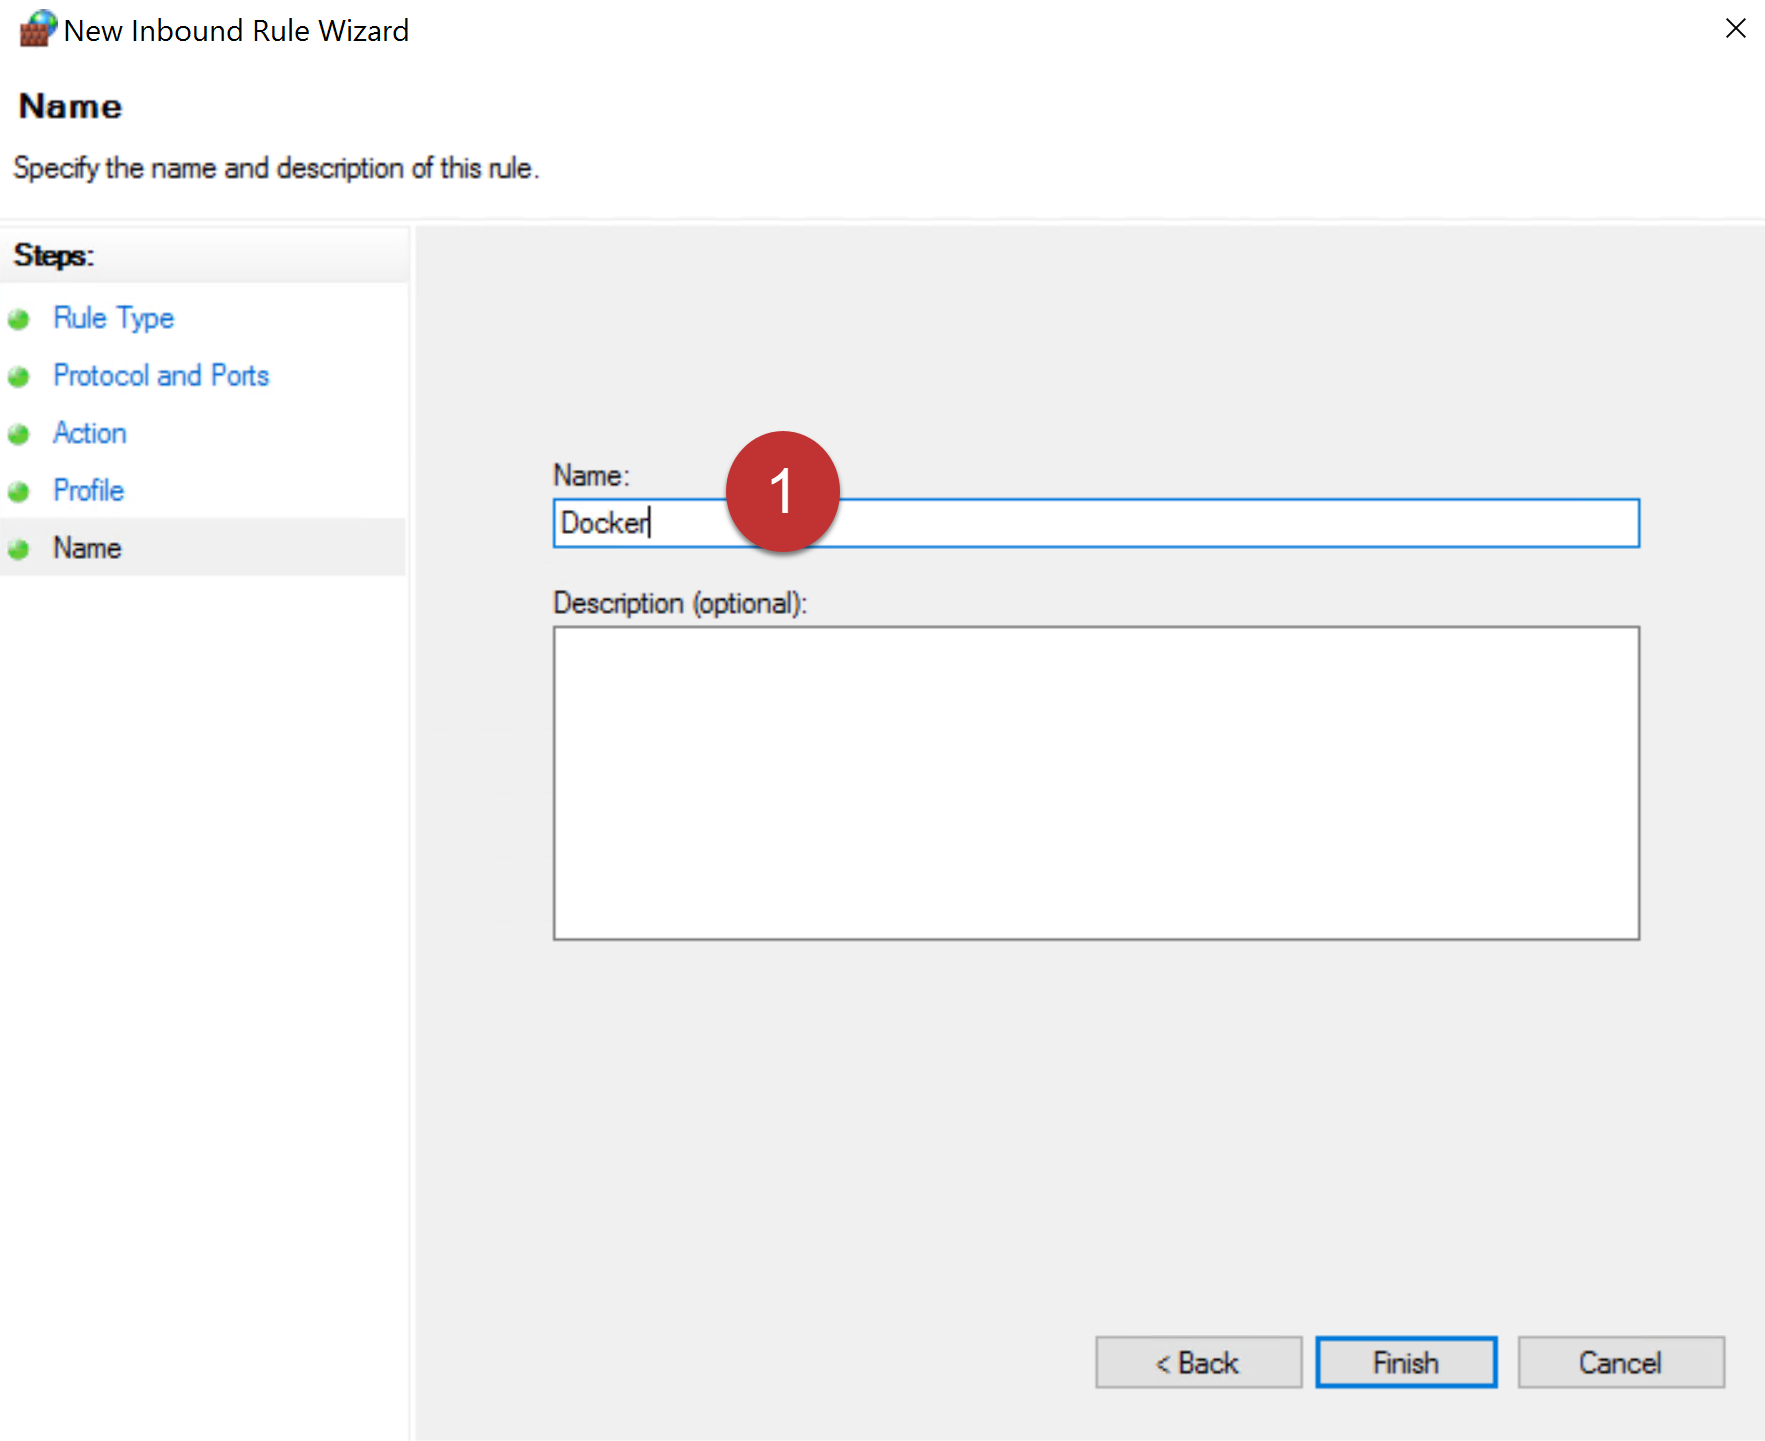 New Inbound Rule Wizard
Name
Specify the name and description of this rule.
Steps:
Rule Type
Protocol and Ports
Action
Profile
Name
Name:
1
Docker
Description (optional):
< Back
Finish
Cancel